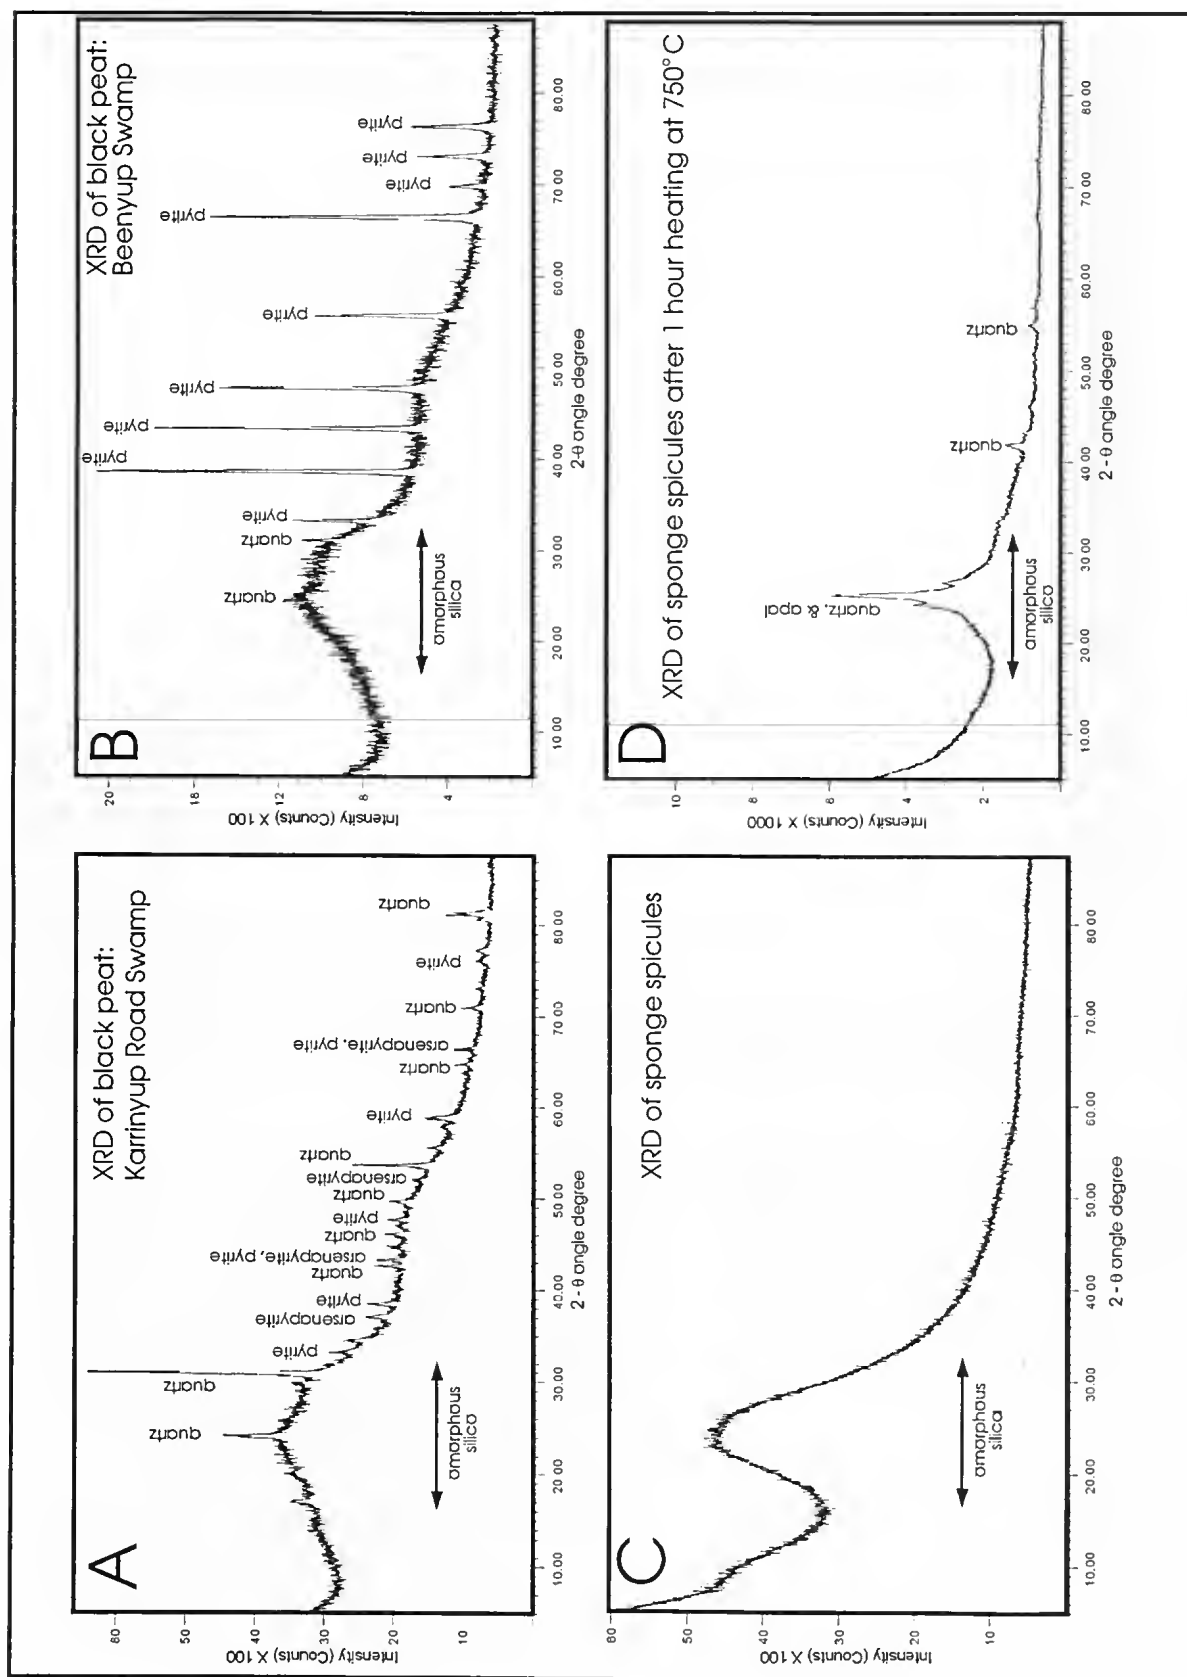 A
XRD of black peat:
Karrinyup Road Swamp
Intensity (Counts) X 100
60
40
30
20
10
quartz
quartz
pyrite
arsenapyrite
pyrite
quartz
arsenapyrite, pyrite
quartz
pyrite
quartz
arsenapyrite
quartz
pyrite
quartz
arsenapyrite, pyrite
quartz
pyrite
quartz
amorphous
silica
10.00 20.00 30.00 40.00 50.00 60.00 70.00 80.00
2 - θ angle degree
B
XRD of black peat:
Beenyup Swamp
Intensity (Counts) X 100
20
18
12
8
4
quartz
quartz
pyrite
pyrite
pyrite
pyrite
pyrite
pyrite
pyrite
pyrite
pyrite
amorphous
silica
10.00 20.00 30.00 40.00 50.00 60.00 70.00 80.00
2-θ angle degree
C
XRD of sponge spicules
Intensity (Counts) X 100
60
40
30
10
amorphous
silica
10.00 20.00 30.00 40.00 50.00 60.00 70.00 80.00
2 - θ angle degree
D
XRD of sponge spicules after 1 hour heating at 750°C
Intensity (Counts) X 1000
10
8
6
4
2
quartz, & apal
quartz
quartz
amorphous
silica
10.00 20.00 30.00 40.00 50.00 60.00 70.00 80.00
2 - θ angle degree